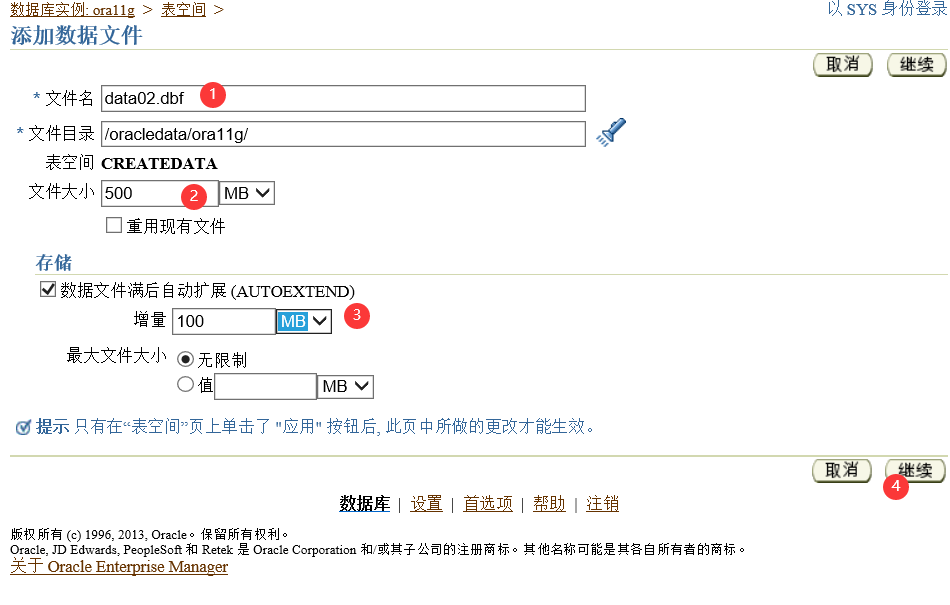 数据库实例: ora11g > 表空间 > 以 SYS 身份登录
添加数据文件
取消 继续
* 文件名 data02.dbf 1
* 文件目录 /oracledata/ora11g/
表空间 CREATEDATA
文件大小 500 2 MB
重用现有文件
存储
数据文件满后自动扩展 (AUTOEXTEND)
增量 100 MB 3
最大文件大小 无限制
值 MB
提示 只有在“表空间”页上单击了 "应用" 按钮后, 此页中所做的更改才能生效。
取消 继续
4
数据库 | 设置 | 首选项 | 帮助 | 注销
版权所有 (c) 1996, 2013, Oracle。保留所有权利。
Oracle, JD Edwards, PeopleSoft 和 Retek 是 Oracle Corporation 和/或其子公司的注册商标。其他名称可能是其各自所有者的商标。
关于 Oracle Enterprise Manager